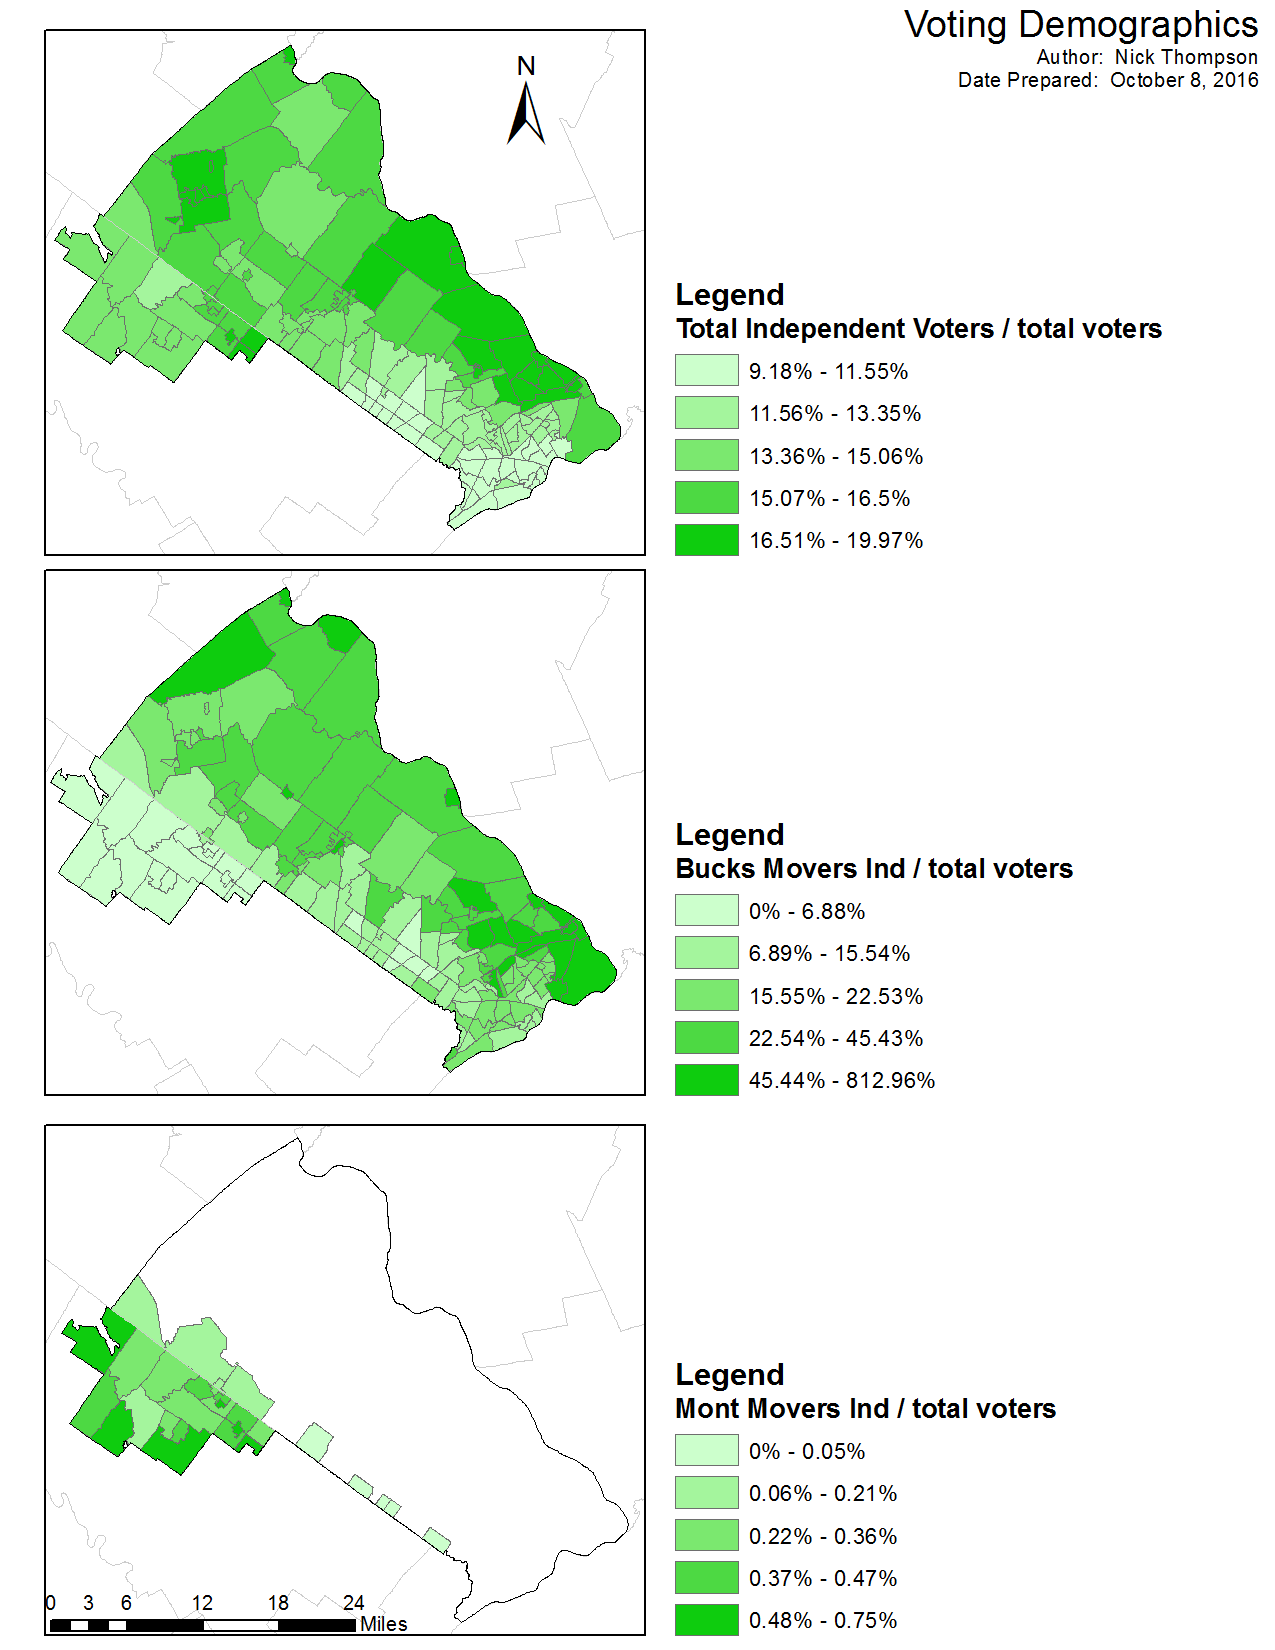 Voting Demographics
Author:  Nick Thompson
Date Prepared:  October 8, 2016
N
Legend
Total Independent Voters / total voters
9.18% - 11.55%
11.56% - 13.35%
13.36% - 15.06%
15.07% - 16.5%
16.51% - 19.97%
Legend
Bucks Movers Ind / total voters
0% - 6.88%
6.89% - 15.54%
15.55% - 22.53%
22.54% - 45.43%
45.44% - 812.96%
Legend
Mont Movers Ind / total voters
0% - 0.05%
0.06% - 0.21%
0.22% - 0.36%
0.37% - 0.47%
0.48% - 0.75%
0 3 6 12 18 24
Miles